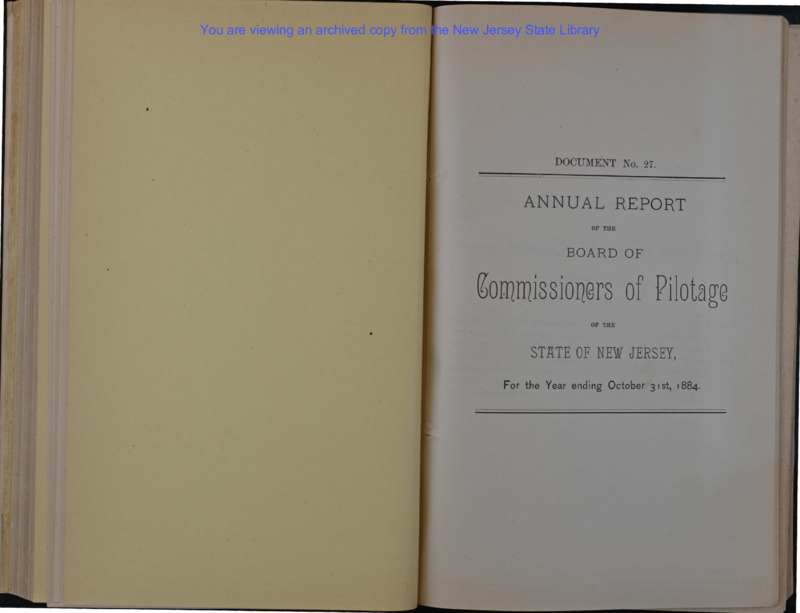 You are viewing an archived copy from the New Jersey State Library
DOCUMENT No. 27.
ANNUAL REPORT
OF THE
BOARD OF
Commissioners of Pilotage
OF THE
STATE OF NEW JERSEY,
For the Year ending October 31st, 1884.